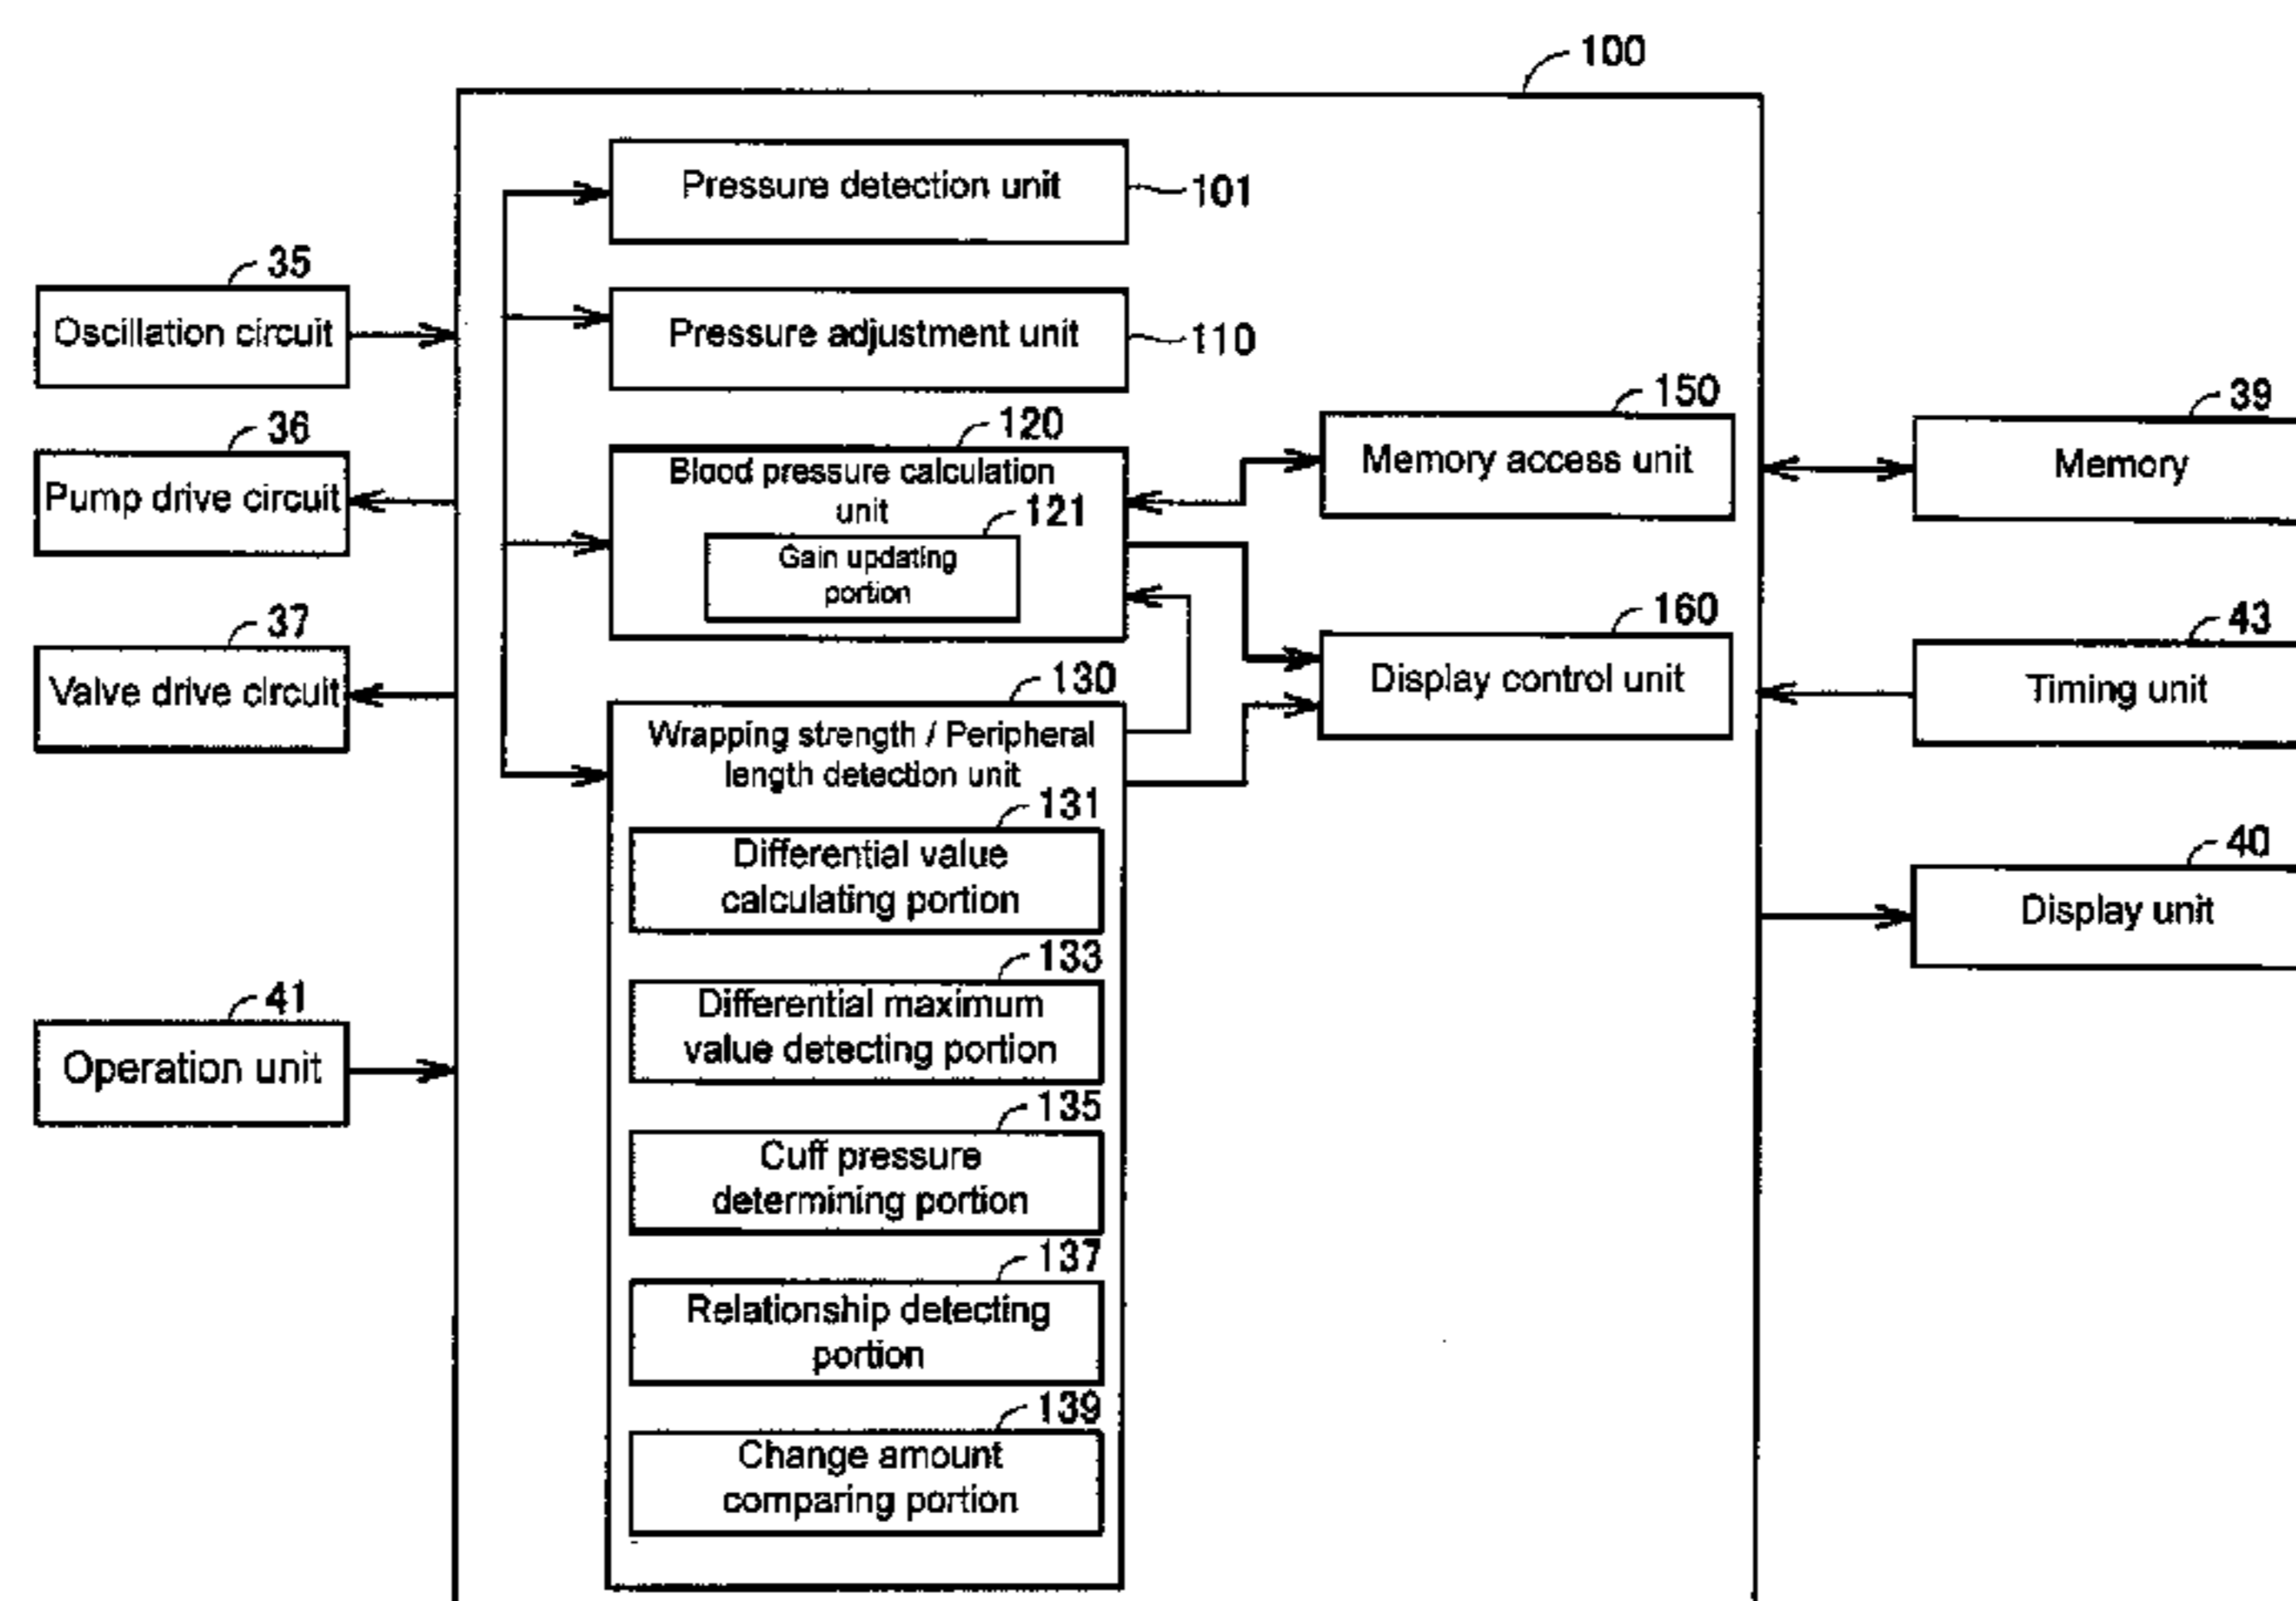 100
Pressure detection unit
101
35
Oscillation circuit
Pressure adjustment unit
110
36
Pump drive circuit
120
Blood pressure calculation
unit
121
Gain updating
portion
150
Memory access unit
39
Memory
37
Valve drive circuit
160
Display control unit
43
Timing unit
130
Wrapping strength / Peripheral
length detection unit
131
Differential value
calculating portion
40
Display unit
133
Differential maximum
value detecting portion
41
Operation unit
135
Cuff pressure
determining portion
137
Relationship detecting
portion
139
Change amount
comparing portion